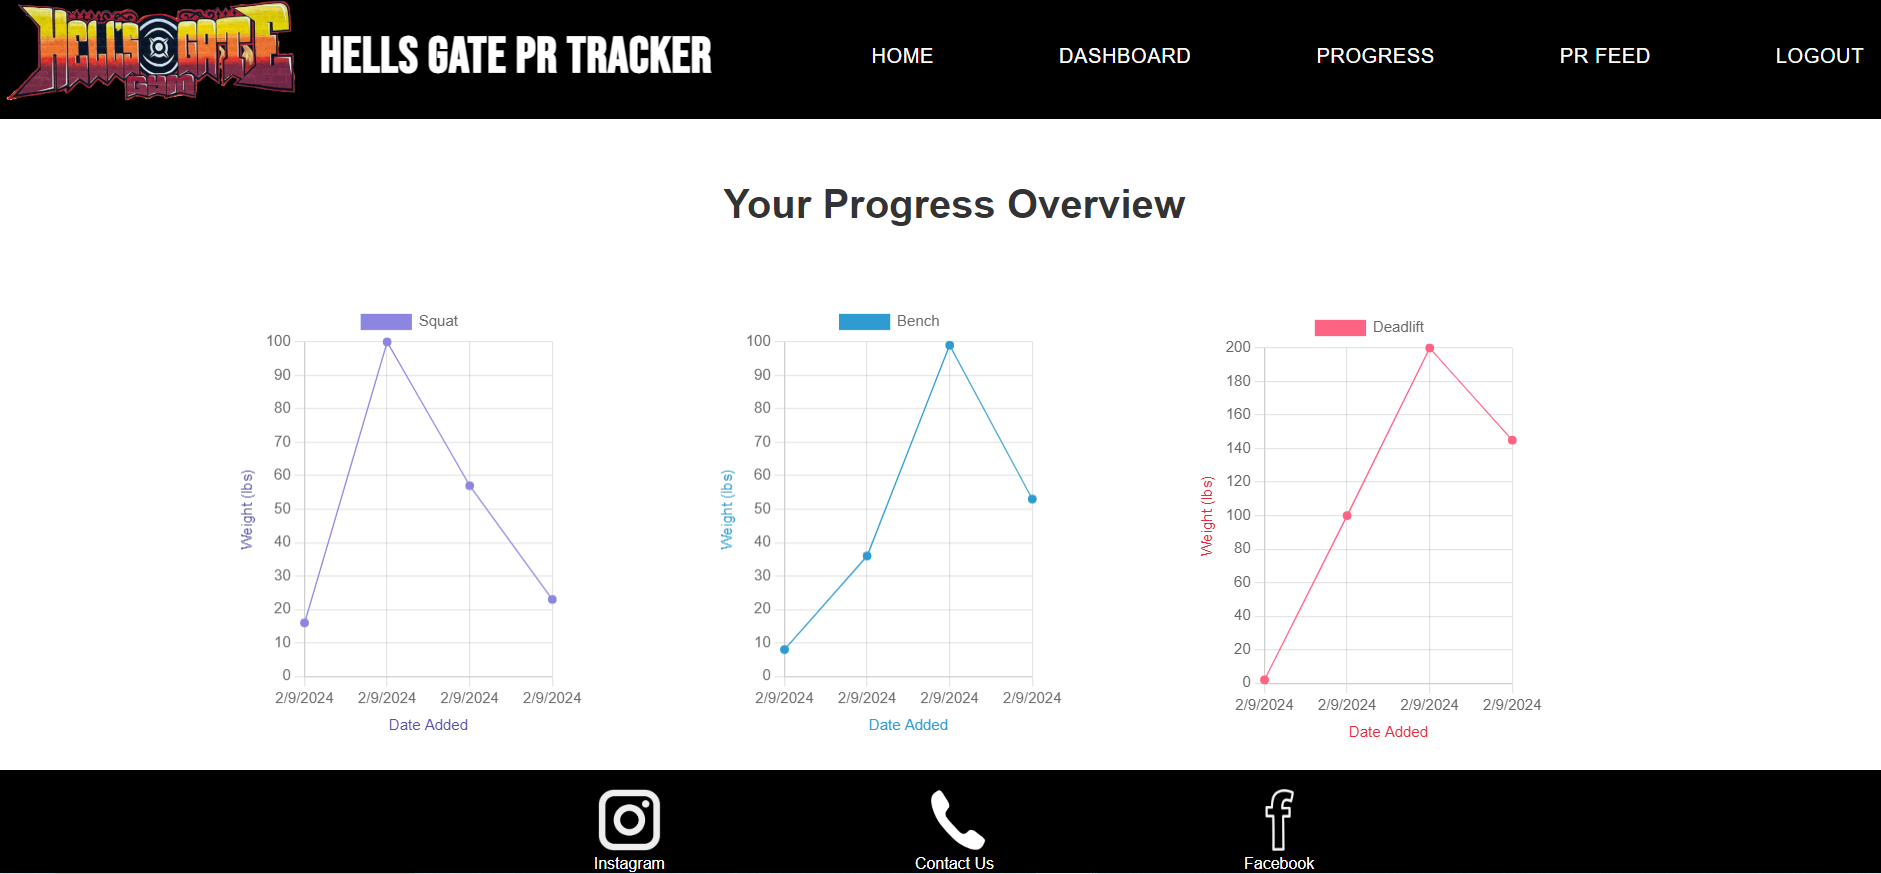 HELL'S GATE
GYM
HELLS GATE PR TRACKER
HOME
DASHBOARD
PROGRESS
PR FEED
LOGOUT
Your Progress Overview
Squat
100
90
80
70
60
50
40
30
20
10
0
Weight (lbs)
2/9/2024 2/9/2024 2/9/2024 2/9/2024
Date Added
Bench
100
90
80
70
60
50
40
30
20
10
0
Weight (lbs)
2/9/2024 2/9/2024 2/9/2024 2/9/2024
Date Added
Deadlift
200
180
160
140
120
100
80
60
40
20
0
Weight (lbs)
2/9/2024 2/9/2024 2/9/2024 2/9/2024
Date Added
Instagram
Contact Us
Facebook